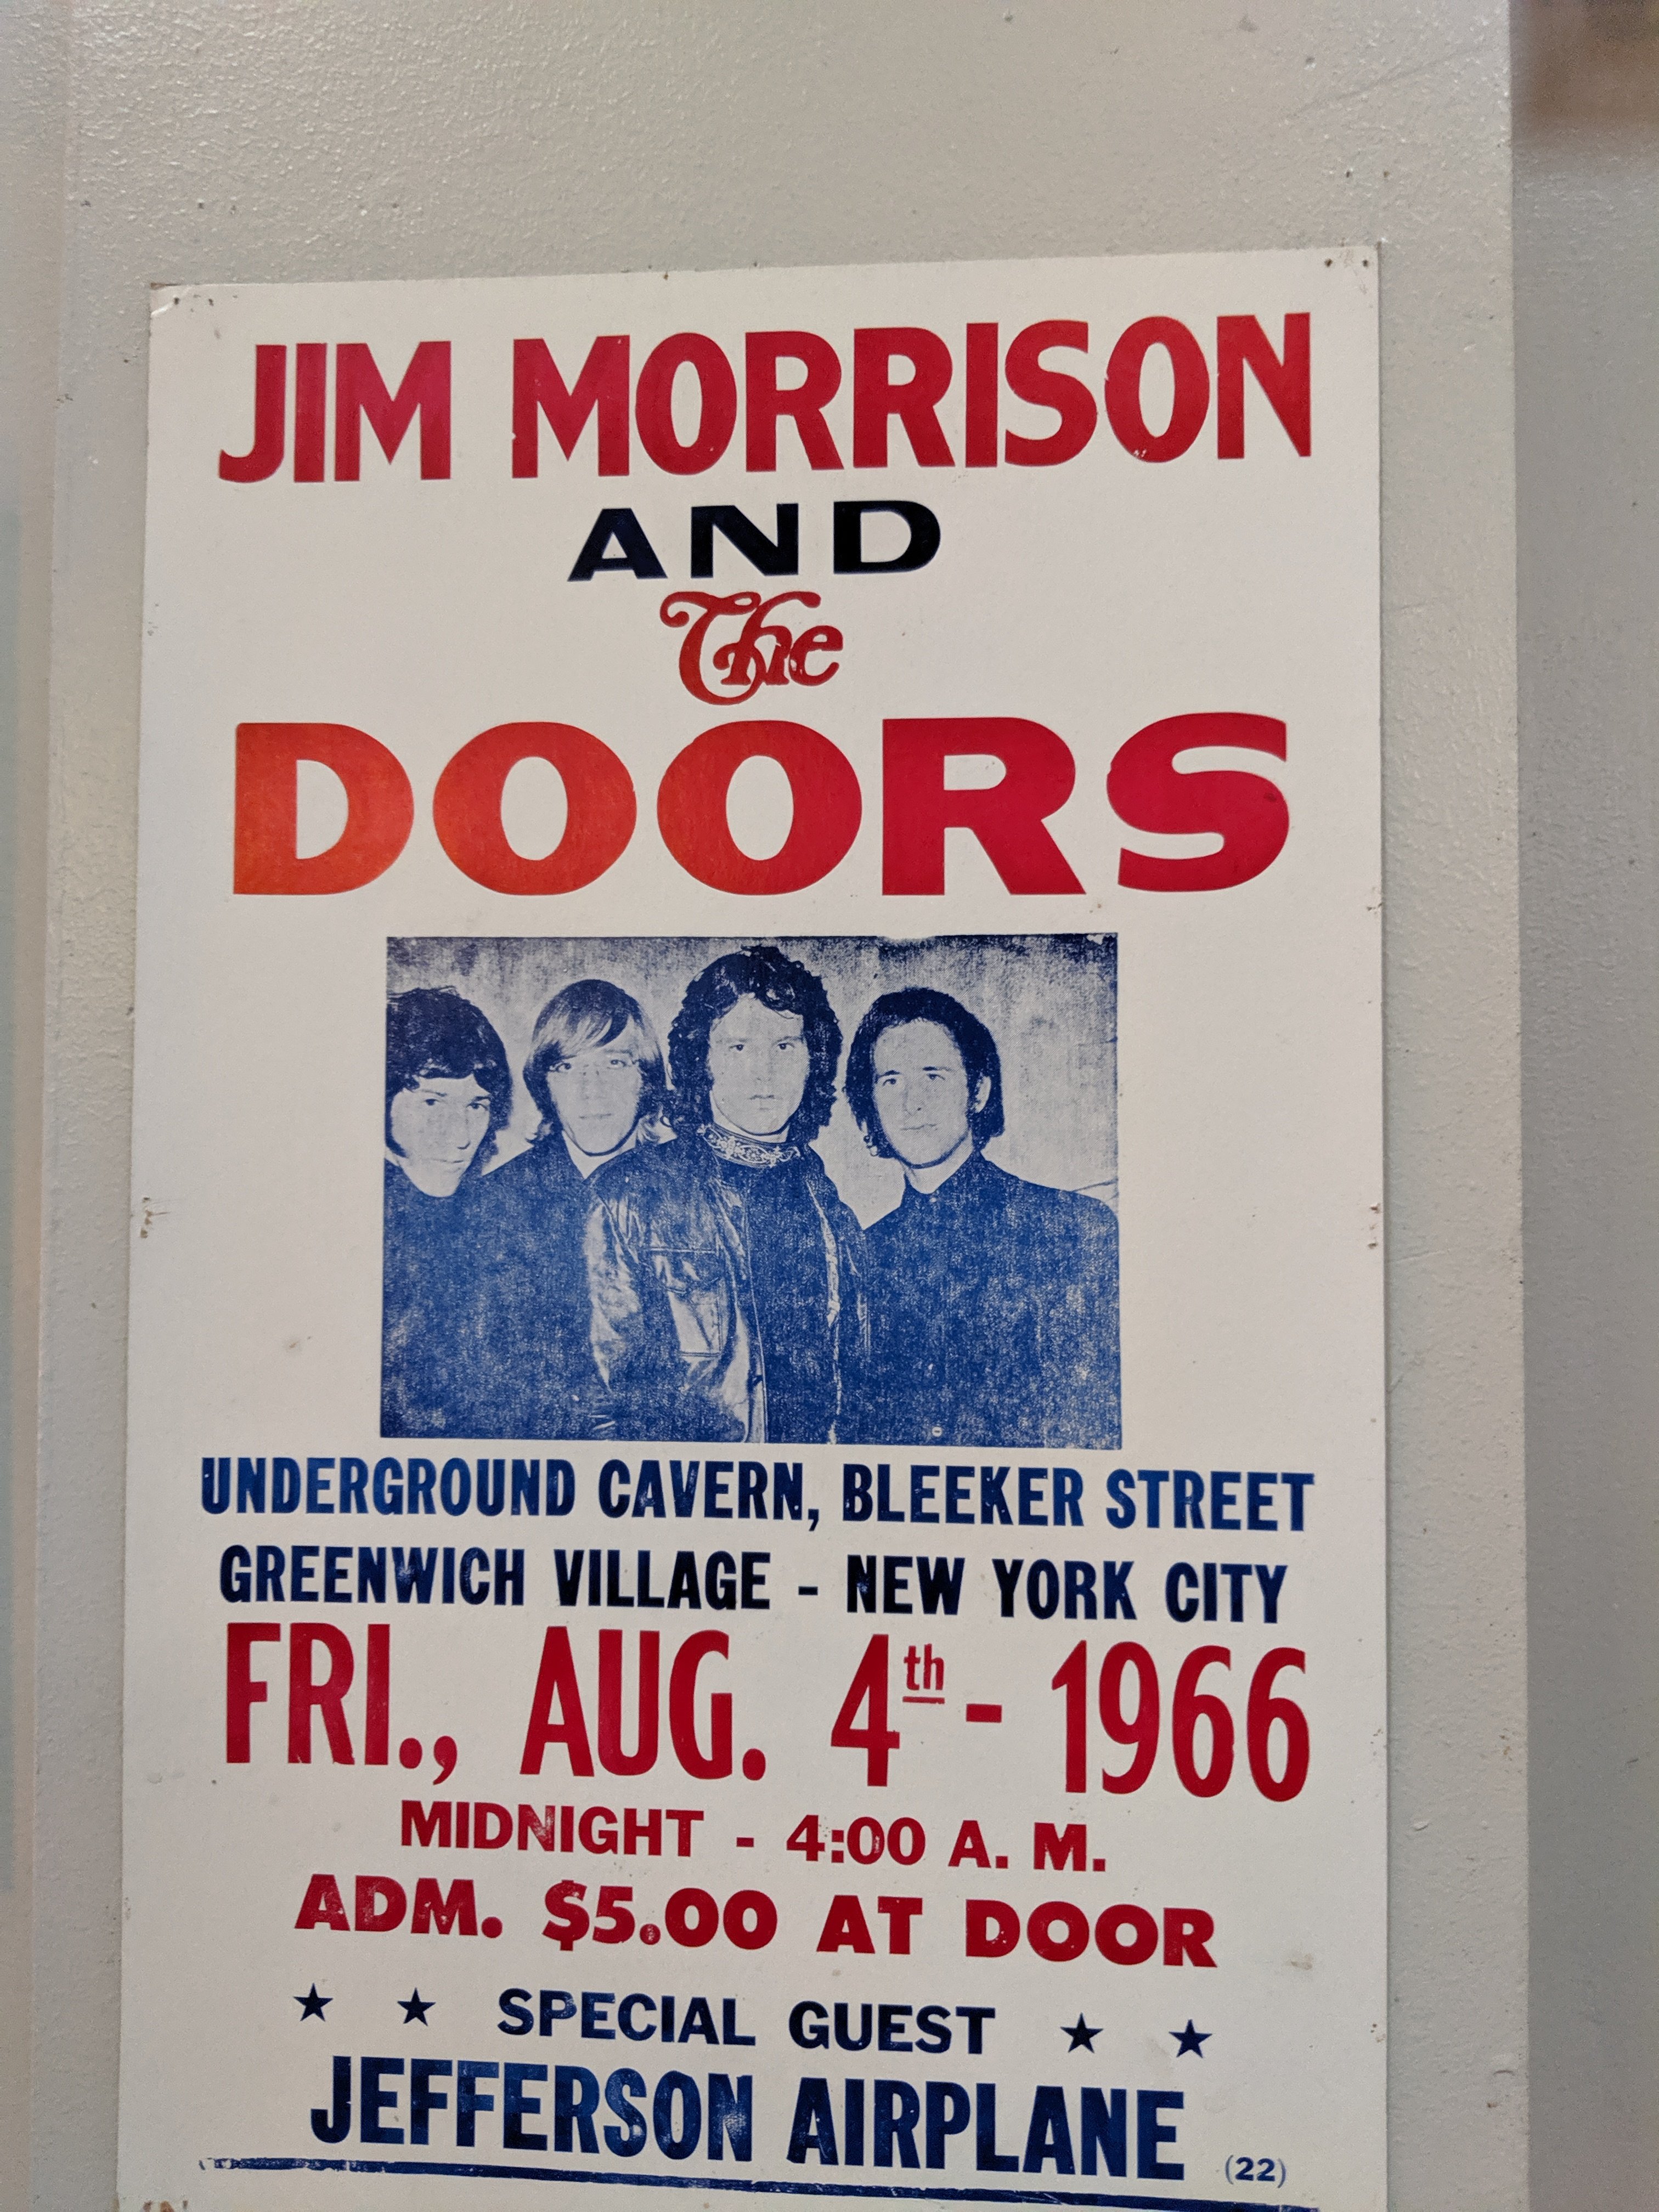 JIM MORRISON
AND
The
DOORS
UNDERGROUND CAVERN, BLEEKER STREET
GREENWICH VILLAGE - NEW YORK CITY
FRI., AUG. 4th - 1966
MIDNIGHT - 4:00 A. M.
ADM. $5.00 AT DOOR
★ ★ SPECIAL GUEST ★ ★
JEFFERSON AIRPLANE (22)